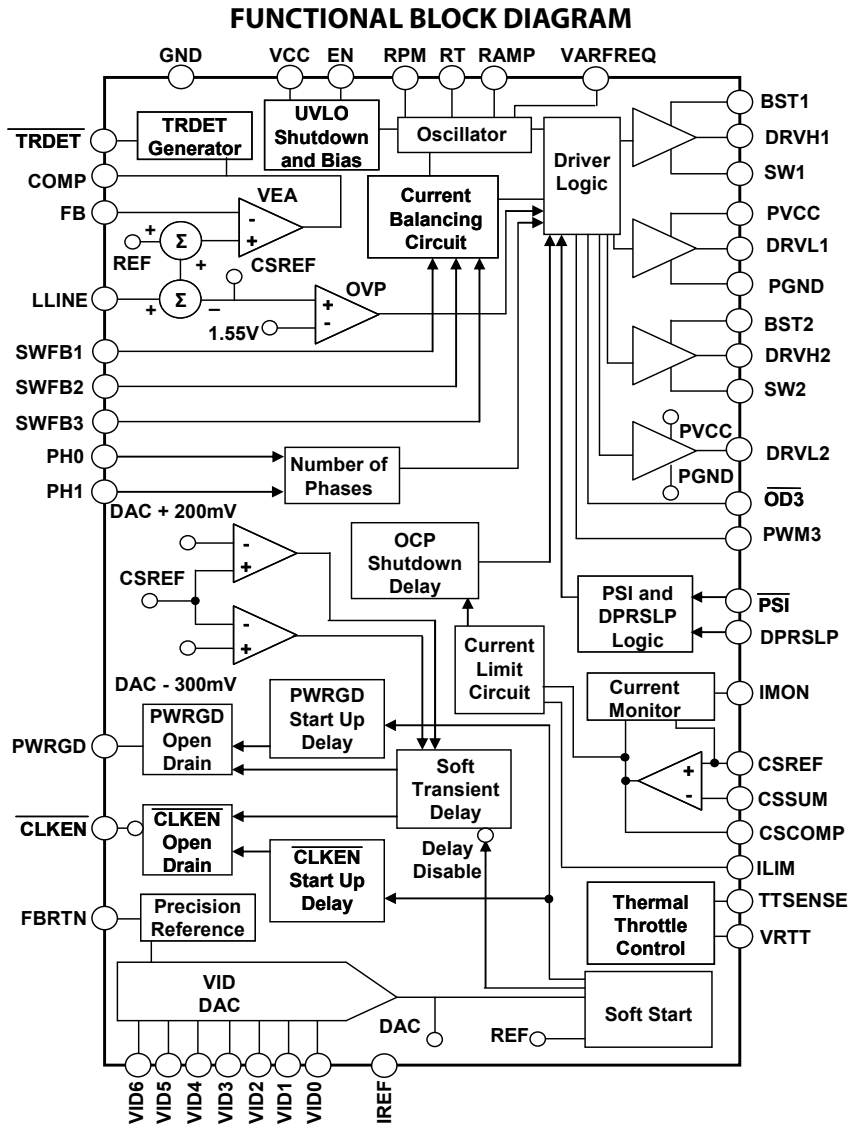 FUNCTIONAL BLOCK DIAGRAM
GND
VCC
EN
RPM
RT
RAMP
VARFREQ
TRDET
TRDET
Generator
UVLO
Shutdown
and Bias
Oscillator
Driver
Logic
BST1
DRVH1
SW1
COMP
VEA
FB
-
+
+
Σ
REF
+
Current
Balancing
Circuit
PVCC
DRVL1
PGND
CSREF
LLINE
+
Σ
–
OVP
+
-
1.55V
BST2
DRVH2
SW2
SWFB1
SWFB2
SWFB3
PH0
PH1
Number of
Phases
PVCC
PGND
DRVL2
OD3
PWM3
DAC + 200mV
-
+
CSREF
-
+
DAC - 300mV
OCP
Shutdown
Delay
PSI and
DPRSLP
Logic
PSI
DPRSLP
Current
Limit
Circuit
Current
Monitor
IMON
PWRGD
PWRGD
Open
Drain
PWRGD
Start Up
Delay
Soft
Transient
Delay
+
-
CSREF
CSSUM
CSCOMP
ILIM
CLKEN
CLKEN
Open
Drain
CLKEN
Start Up
Delay
Delay
Disable
FBRTN
Precision
Reference
Thermal
Throttle
Control
TTSENSE
VRTT
VID
DAC
DAC
REF
Soft Start
VID6
VID5
VID4
VID3
VID2
VID1
VID0
IREF